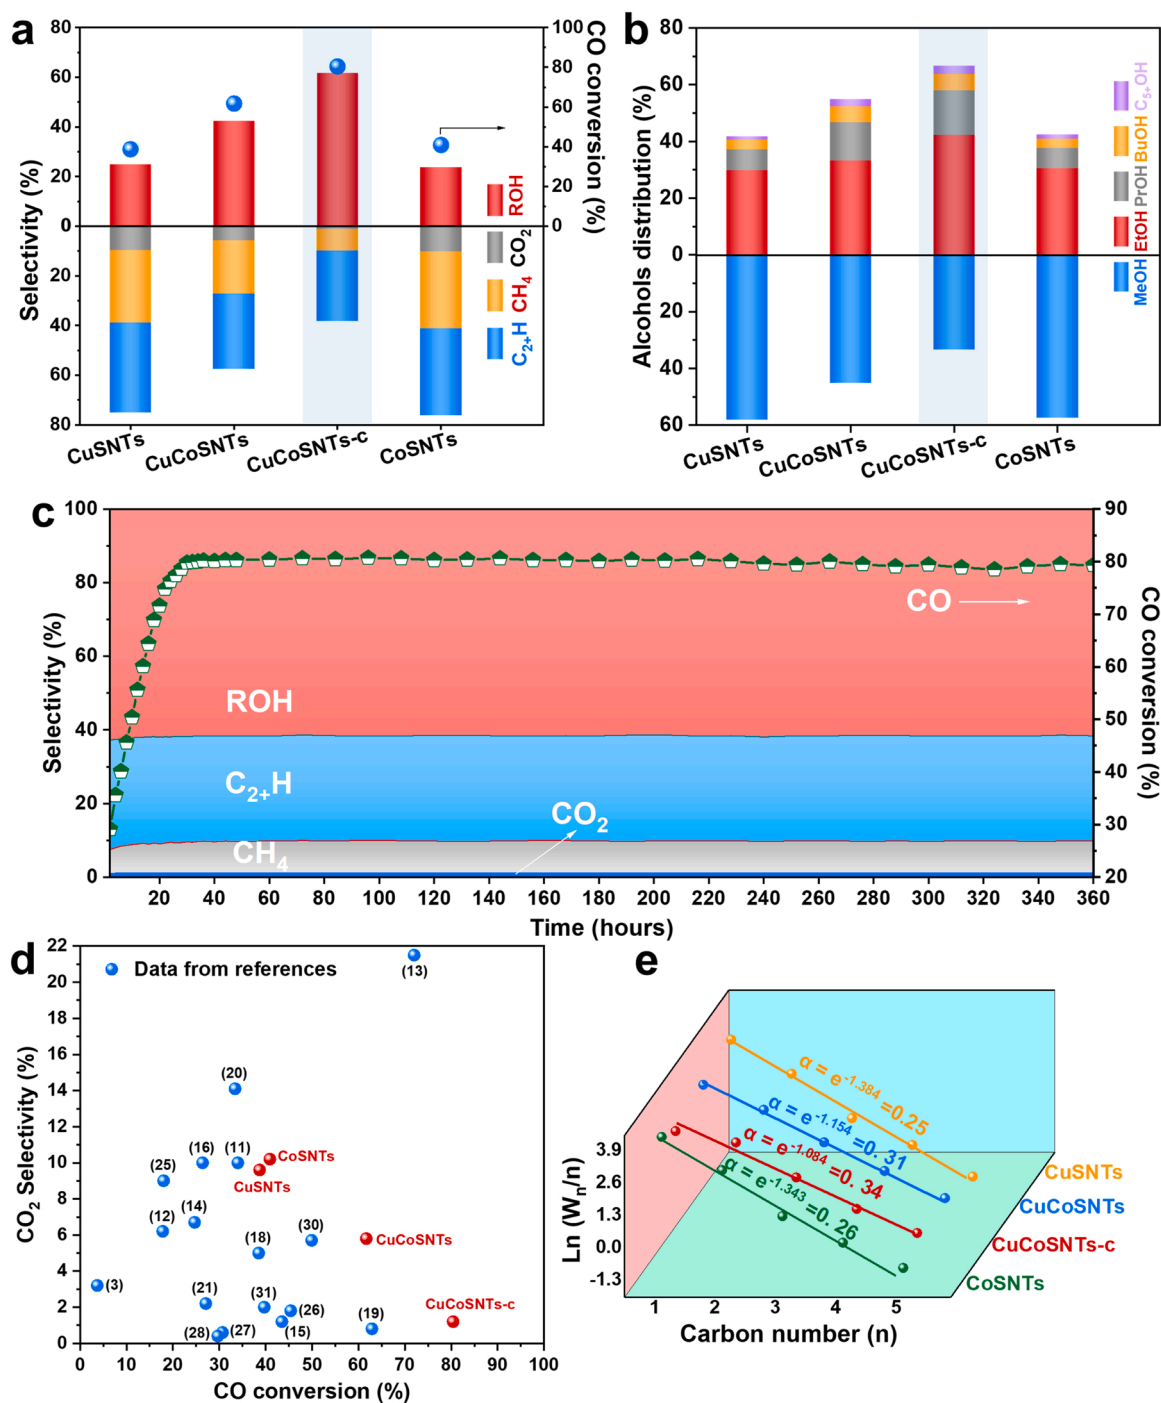 a
80
60
40
20
0
20
40
60
80
Selectivity (%)
100
80
60
40
20
0
CO conversion (%)
ROH
CO2
CH4
C2+H
CuSNTs
CuCoSNTs
CuCoSNTs-c
CoSNTs
b
80
60
40
20
0
20
40
60
Alcohols distribution (%)
MeOH EtOH PrOH BuOH C5+OH
CuSNTs
CuCoSNTs
CuCoSNTs-c
CoSNTs
c
100
80
60
40
20
0
Selectivity (%)
90
80
70
60
50
40
30
20
CO conversion (%)
CO
ROH
C2+H
CO2
CH4
20 40 60 80 100 120 140 160 180 200 220 240 260 280 300 320 340 360
Time (hours)
d
22
20
18
16
14
12
10
8
6
4
2
0
CO2 Selectivity (%)
Data from references
(13)
(20)
(16) (11)
CoSNTs
(25)
CuSNTs
(14)
(12)
(18) (30)
CuCoSNTs
(3)
(21)
(31)
(26)
(19)
CuCoSNTs-c
(28) (27) (15)
0 10 20 30 40 50 60 70 80 90 100
CO conversion (%)
e
α = e-1.384=0.25
α = e-1.154=0. 31
α = e-1.084=0. 34
α = e-1.343=0. 26
3.9
2.6
1.3
0.0
-1.3
Ln (Wn/n)
CuSNTs
CuCoSNTs
CuCoSNTs-c
CoSNTs
1 2 3 4 5
Carbon number (n)